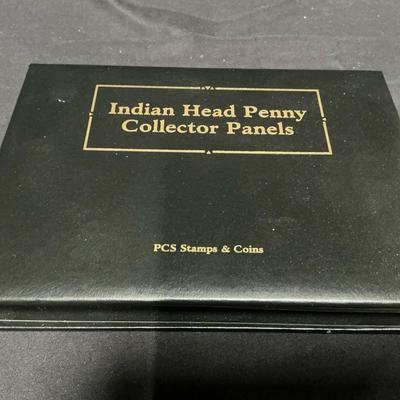 Indian Head Penny
Collector Panels
PCS Stamps & Coins